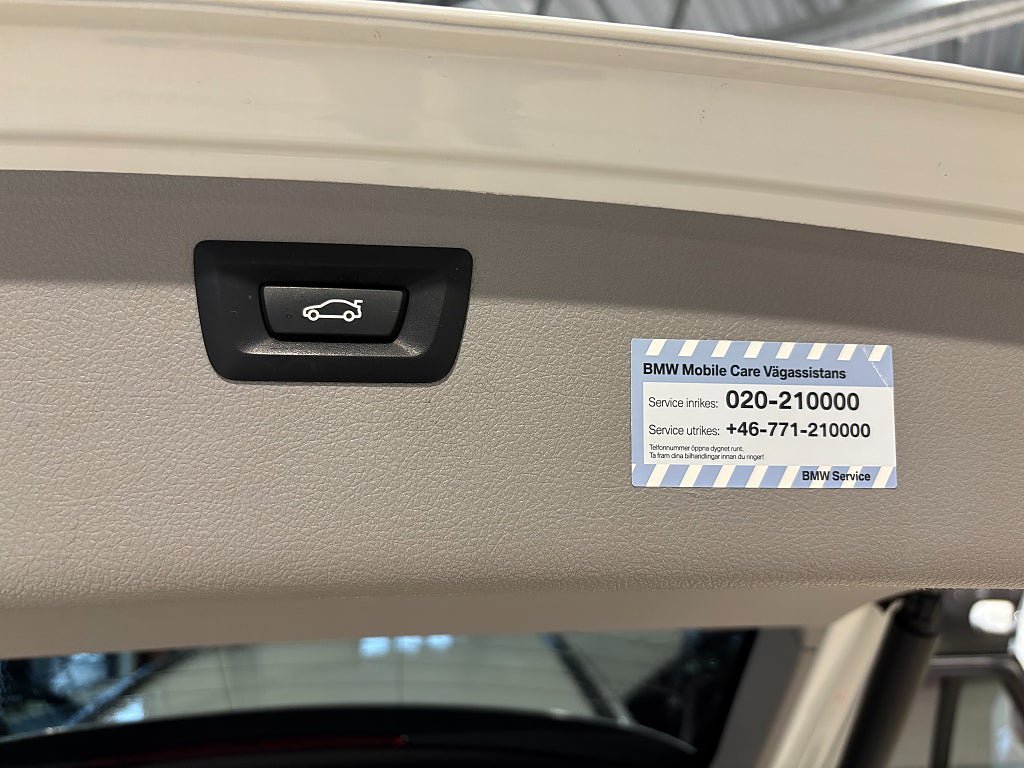 BMW Mobile Care Vägassistans
Service inrikes: 020-210000
Service utrikes: +46-771-210000
Telfonnummer öppna dygnet runt.
Ta fram dina bilhandlingar innan du ringer!
BMW Service